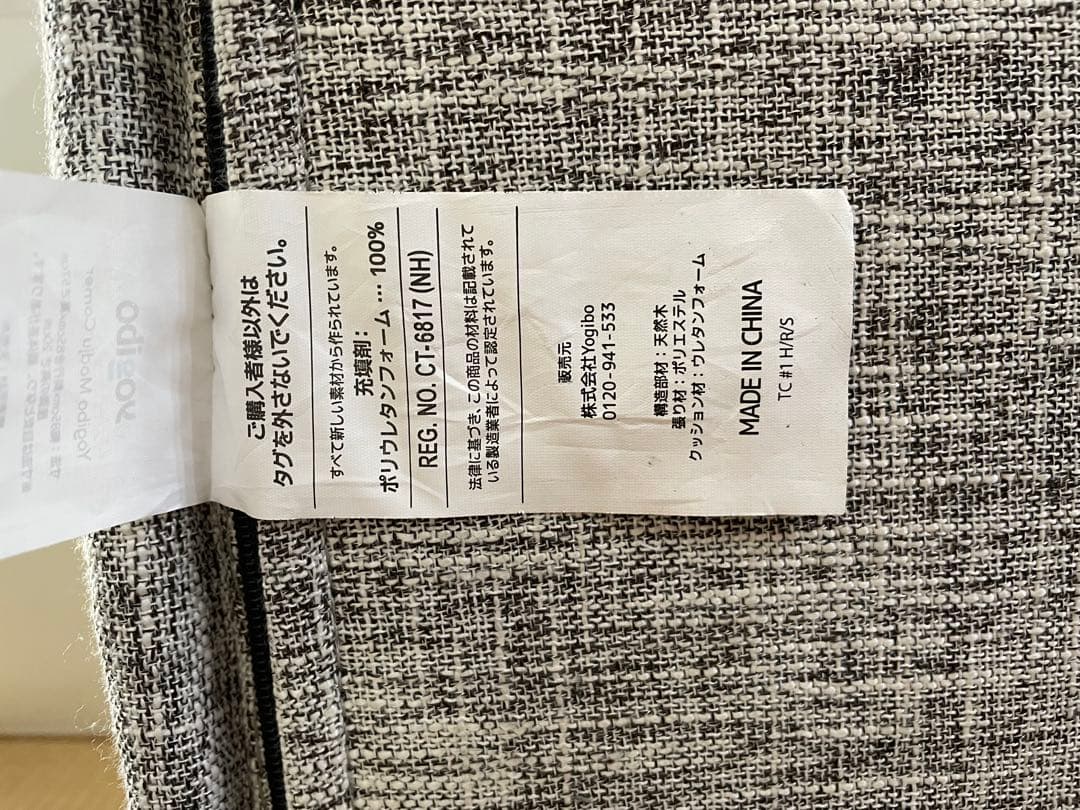 ご購入者様以外は
タグを外さないでください。
すべて新しい素材から作られています。
充填剤：
ポリウレタンフォーム … 100%
REG. NO. CT-6817 (NH)
法律に基づき、この商品の材料は記載されて
いる製造業者によって認定されています。
販売元
株式会社Yogibo
0120-941-533
構造部材：天然木
張り材：ポリエステル
クッション材：ウレタンフォーム
MADE IN CHINA
TC #1 H/R/S
yogibo
Yogibo Modju Corner